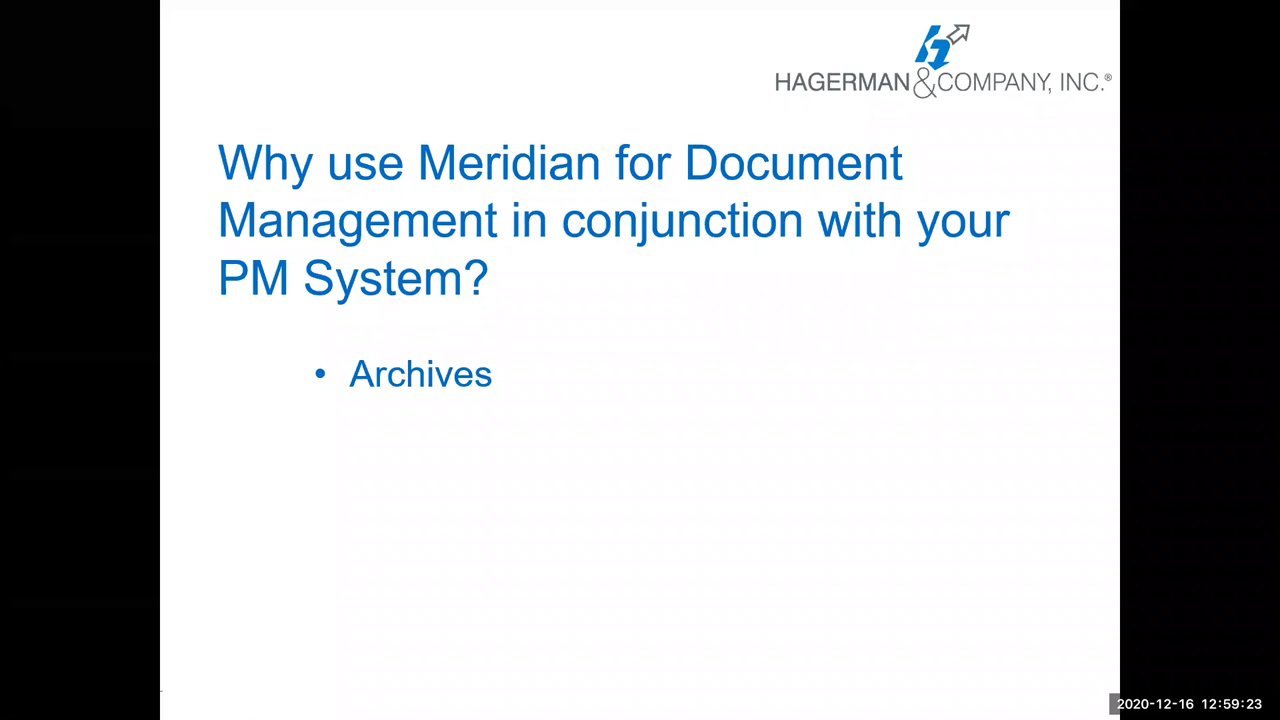 HAGERMAN & COMPANY, INC.®
Why use Meridian for Document
Management in conjunction with your
PM System?
• Archives
2020-12-16 12:59:23